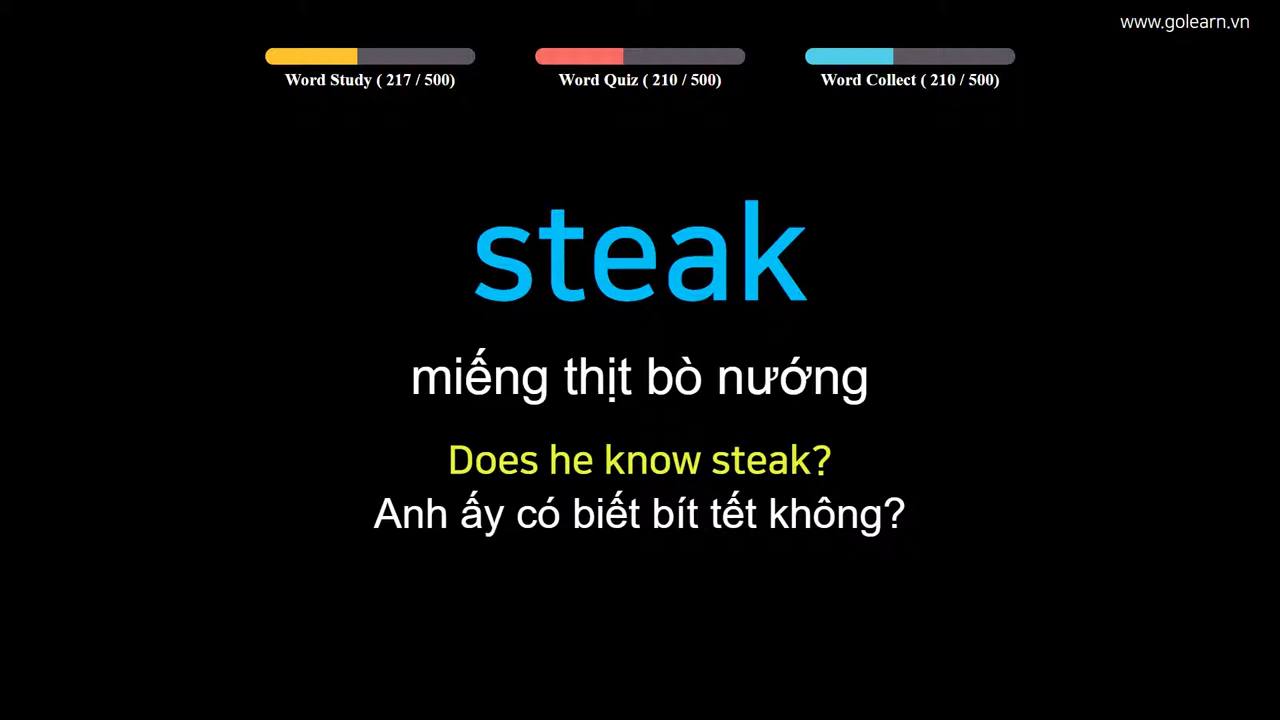 www.golearn.vn
Word Study ( 217 / 500)
Word Quiz ( 210 / 500)
Word Collect ( 210 / 500)
steak
miếng thịt bò nướng
Does he know steak?
Anh ấy có biết bít tết không?